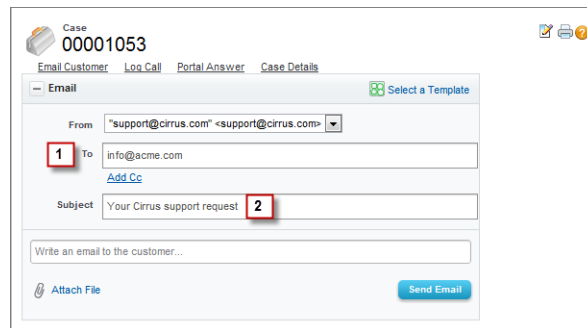 Case
00001053
Email Customer Log Call Portal Answer Case Details
Email Select a Template
From "support@cirrus.com" <support@cirrus.com>
1 To info@acme.com
Add Cc
Subject Your Cirrus support request 2
Write an email to the customer...
Attach File Send Email